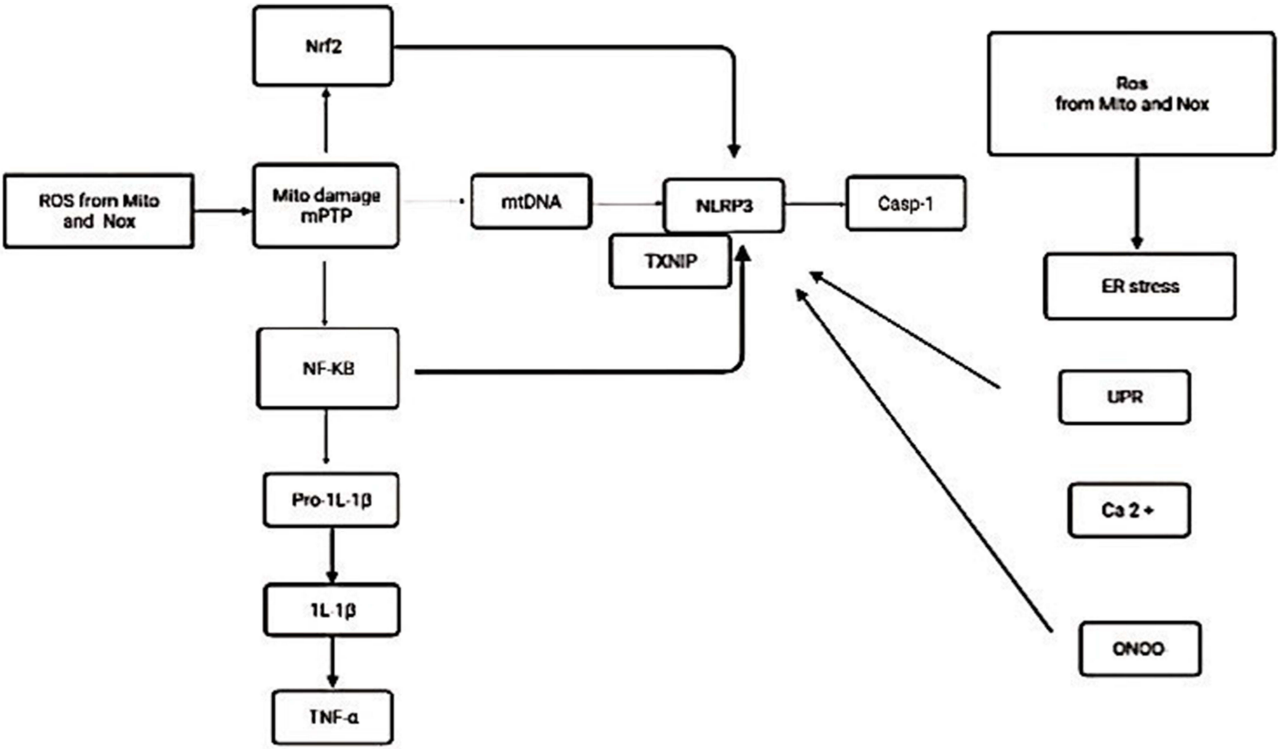 Nrf2
Ros
from Mito and Nox
ROS from Mito
and Nox
Mito damage
mPTP
mtDNA
NLRP3
Casp-1
TXNIP
ER stress
NF-KB
UPR
Pro-1L-1β
Ca 2 +
1L-1β
ONOO-
TNF-α